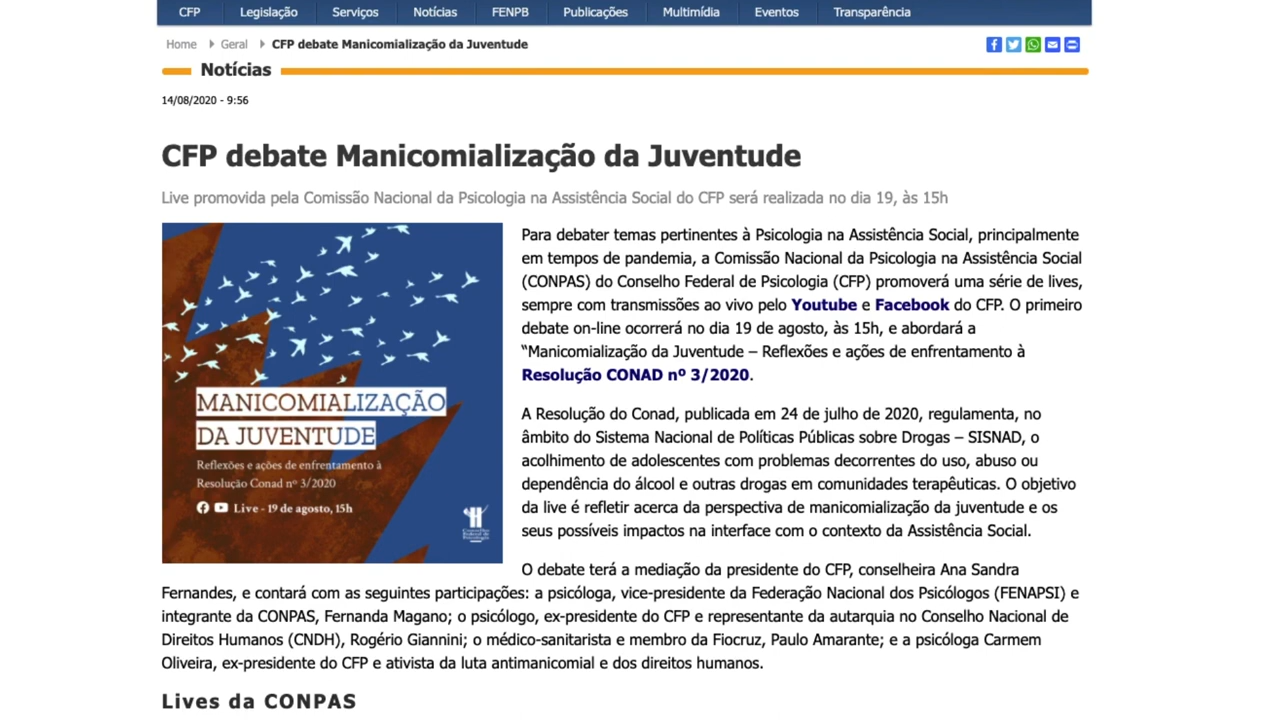 CFP Legislação Serviços Notícias FENPB Publicações Multimídia Eventos Transparência
Home Geral CFP debate Manicomialização da Juventude
Notícias
14/08/2020 - 9:56
CFP debate Manicomialização da Juventude
Live promovida pela Comissão Nacional da Psicologia na Assistência Social do CFP será realizada no dia 19, às 15h
MANICOMIALIZAÇÃO
DA JUVENTUDE
Reflexões e ações de enfrentamento à
Resolução Conad nº 3/2020
Live - 19 de agosto, 15h
Conselho
Federal de
Psicologia
Para debater temas pertinentes à Psicologia na Assistência Social, principalmente
em tempos de pandemia, a Comissão Nacional da Psicologia na Assistência Social
(CONPAS) do Conselho Federal de Psicologia (CFP) promoverá uma série de lives,
sempre com transmissões ao vivo pelo Youtube e Facebook do CFP. O primeiro
debate on-line ocorrerá no dia 19 de agosto, às 15h, e abordará a
“Manicomialização da Juventude – Reflexões e ações de enfrentamento à
Resolução CONAD nº 3/2020.
A Resolução do Conad, publicada em 24 de julho de 2020, regulamenta, no
âmbito do Sistema Nacional de Políticas Públicas sobre Drogas – SISNAD, o
acolhimento de adolescentes com problemas decorrentes do uso, abuso ou
dependência do álcool e outras drogas em comunidades terapêuticas. O objetivo
da live é refletir acerca da perspectiva de manicomialização da juventude e os
seus possíveis impactos na interface com o contexto da Assistência Social.
O debate terá a mediação da presidente do CFP, conselheira Ana Sandra
Fernandes, e contará com as seguintes participações: a psicóloga, vice-presidente da Federação Nacional dos Psicólogos (FENAPSI) e
integrante da CONPAS, Fernanda Magano; o psicólogo, ex-presidente do CFP e representante da autarquia no Conselho Nacional de
Direitos Humanos (CNDH), Rogério Giannini; o médico-sanitarista e membro da Fiocruz, Paulo Amarante; e a psicóloga Carmem
Oliveira, ex-presidente do CFP e ativista da luta antimanicomial e dos direitos humanos.
Lives da CONPAS